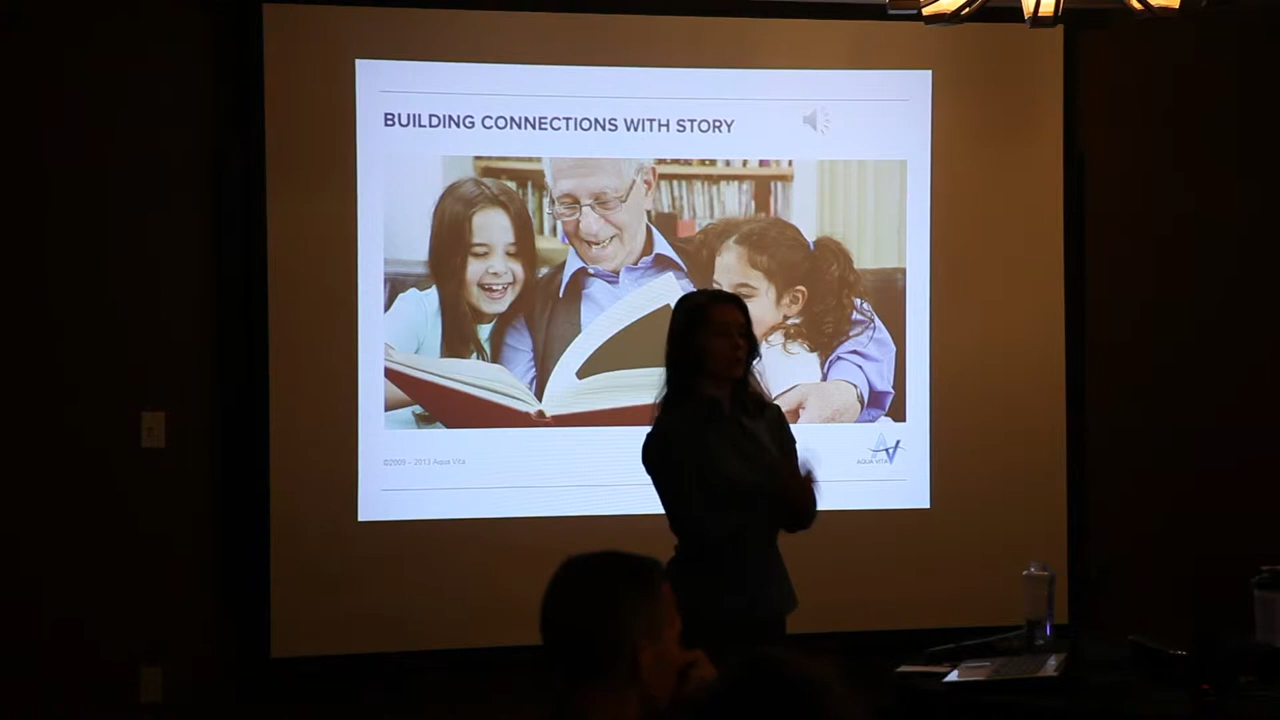 BUILDING CONNECTIONS WITH STORY
©2009 – 2013 Aqua Vita
AQUA VITA